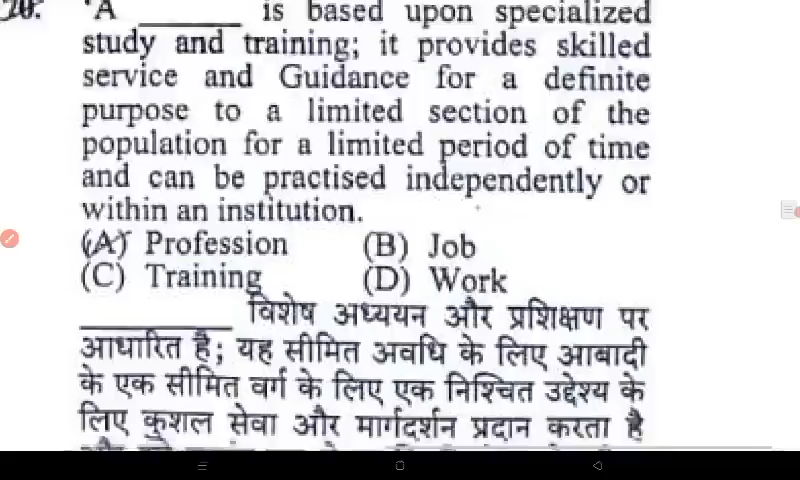 20. 'A ________ is based upon specialized
study and training; it provides skilled
service and Guidance for a definite
purpose to a limited section of the
population for a limited period of time
and can be practised independently or
within an institution.
(A) Profession (B) Job
(C) Training (D) Work
____________ विशेष अध्ययन और प्रशिक्षण पर
आधारित है; यह सीमित अवधि के लिए आबादी
के एक सीमित वर्ग के लिए एक निश्चित उद्देश्य के
लिए कुशल सेवा और मार्गदर्शन प्रदान करता है